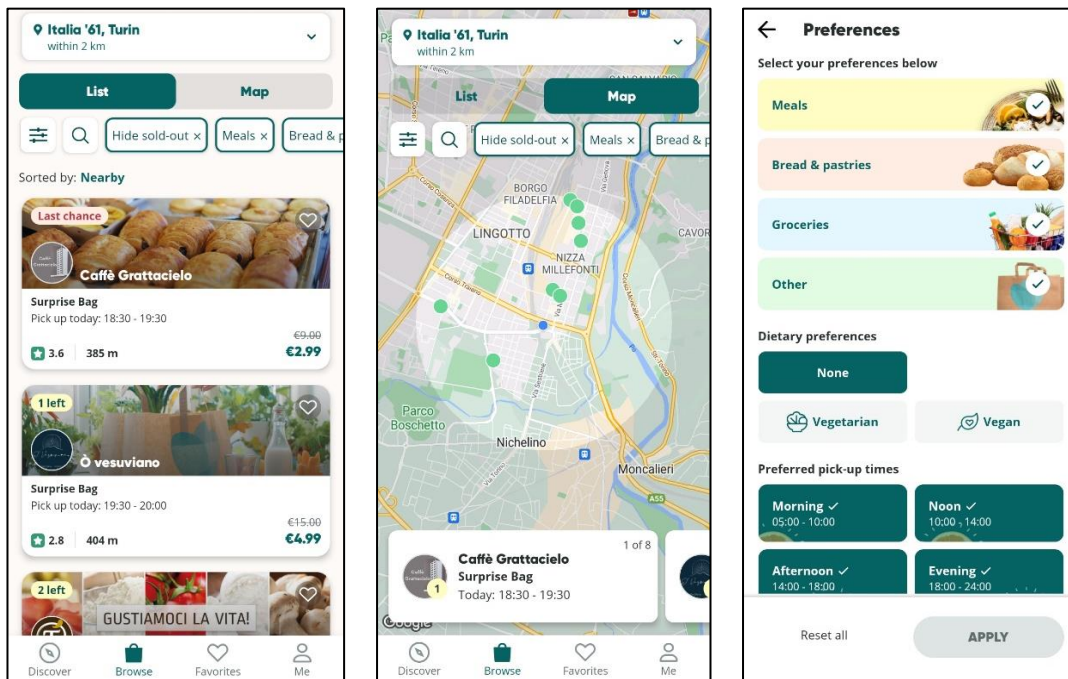 Italia '61, Turin
within 2 km
List
Map
Hide sold-out ×
Meals ×
Bread & p
Sorted by: Nearby
Last chance
Caffè Grattacielo
Surprise Bag
Pick up today: 18:30 - 19:30
€9.00
3.6
385 m
€2.99
1 left
Ò vesuviano
Surprise Bag
Pick up today: 19:30 - 20:00
€15.00
2.8
404 m
€4.99
2 left
GUSTIAMOCI LA VITA!
Discover
Browse
Favorites
Me
Italia '61, Turin
within 2 km
List
Map
Hide sold-out ×
Meals ×
Bread & p
BORGO
FILADELFIA
LINGOTTO
CAVOR
NIZZA
MILLEFONTI
Via Genova
Corso Traiano
Parco
Boschetto
Nichelino
Moncalieri
A55
1 of 8
Caffè Grattacielo
1
Surprise Bag
Today: 18:30 - 19:30
Google
Discover
Browse
Favorites
Me
Preferences
Select your preferences below
Meals
Bread & pastries
Groceries
Other
Dietary preferences
None
Vegetarian
Vegan
Preferred pick-up times
Morning
05:00 - 10:00
Noon
10:00 - 14:00
Afternoon
14:00 - 18:00
Evening
18:00 - 24:00
Reset all
APPLY